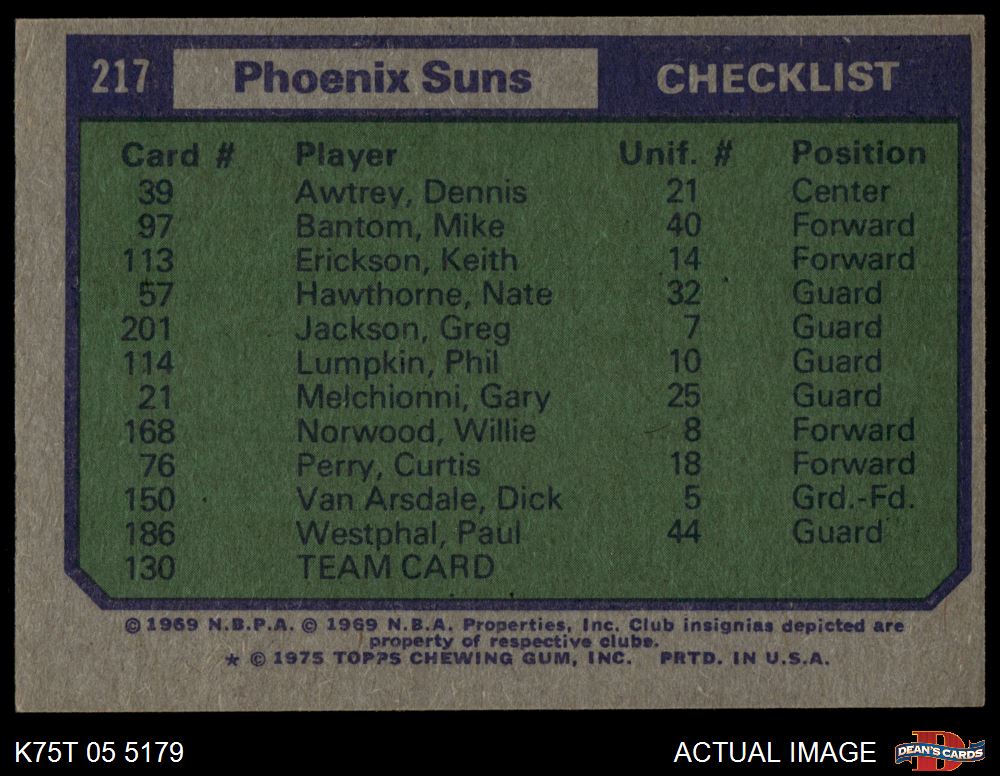 217 Phoenix Suns CHECKLIST
Card # Player Unif. # Position
39 Awtrey, Dennis 21 Center
97 Bantom, Mike 40 Forward
113 Erickson, Keith 14 Forward
57 Hawthorne, Nate 32 Guard
201 Jackson, Greg 7 Guard
114 Lumpkin, Phil 10 Guard
21 Melchionni, Gary 25 Guard
168 Norwood, Willie 8 Forward
76 Perry, Curtis 18 Forward
150 Van Arsdale, Dick 5 Grd.-Fd.
186 Westphal, Paul 44 Guard
130 TEAM CARD
© 1969 N.B.P.A. © 1969 N.B.A. Properties, Inc. Club insignias depicted are
property of respective clubs.
* © 1975 TOPPS CHEWING GUM, INC. PRTD. IN U.S.A.
K75T 05 5179 ACTUAL IMAGE D DEAN'S CARDS